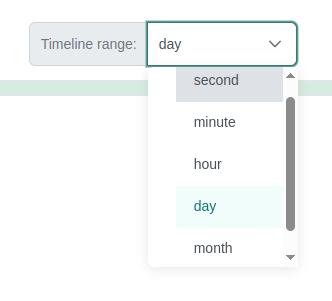 Timeline range: day
second
minute
hour
day
month